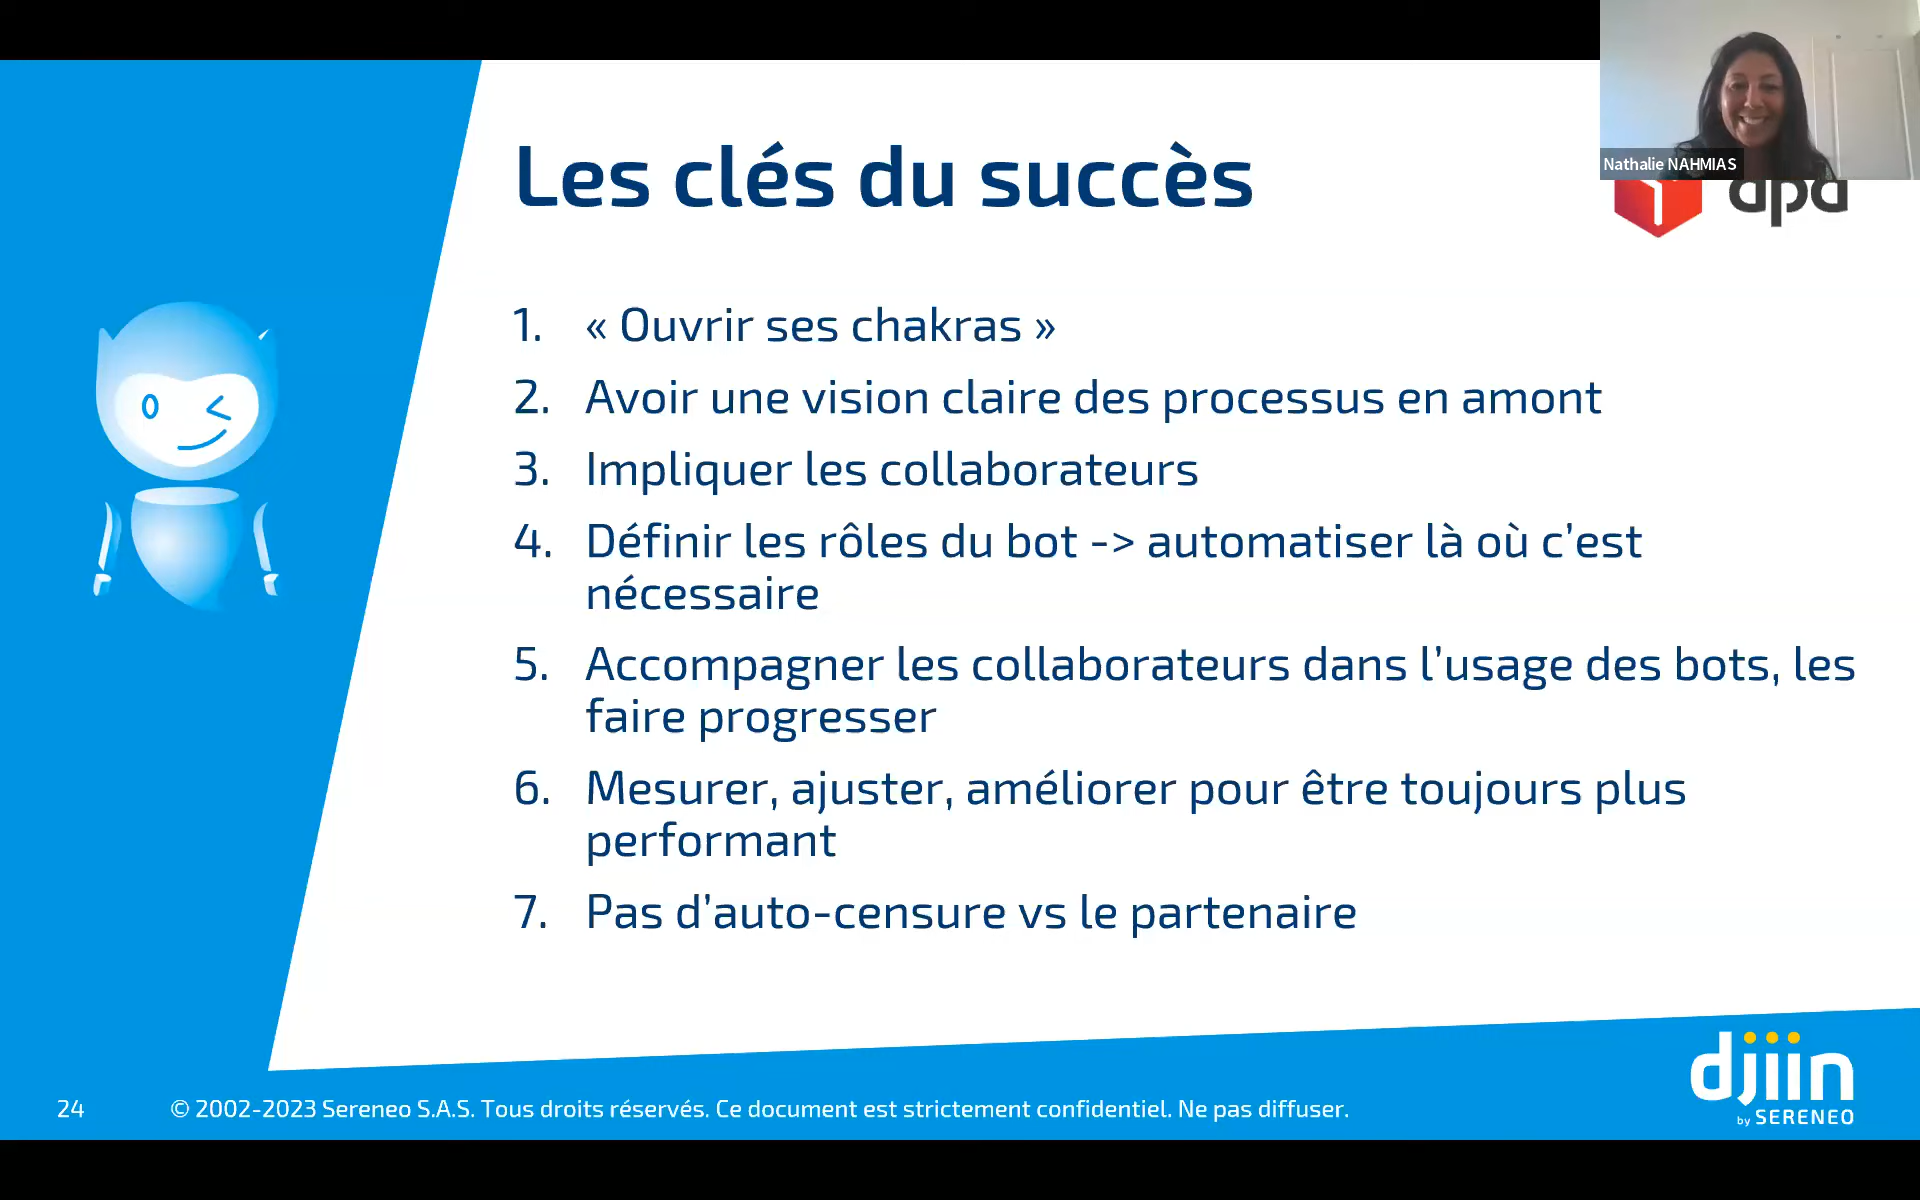 Nathalie NAHMIAS
dpd
Les clés du succès
1. « Ouvrir ses chakras »
2. Avoir une vision claire des processus en amont
3. Impliquer les collaborateurs
4. Définir les rôles du bot -> automatiser là où c’est
nécessaire
5. Accompagner les collaborateurs dans l’usage des bots, les
faire progresser
6. Mesurer, ajuster, améliorer pour être toujours plus
performant
7. Pas d’auto-censure vs le partenaire
24
© 2002-2023 Sereneo S.A.S. Tous droits réservés. Ce document est strictement confidentiel. Ne pas diffuser.
djiin
by SERENEO